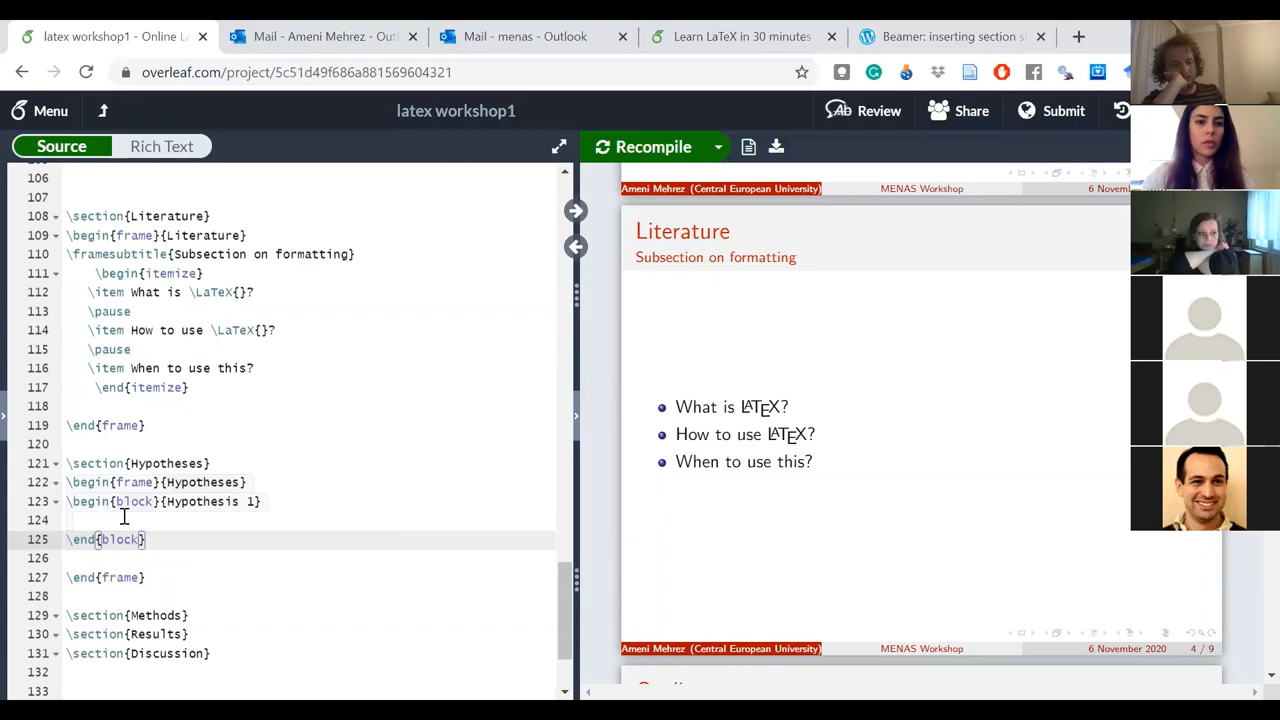 latex workshop1 - Online L
Mail - Ameni Mehrez - Out
Mail - menas - Outlook
Learn LaTeX in 30 minutes
Beamer: inserting section s
overleaf.com/project/5c51d49f686a881569604321
Menu
latex workshop1
Review
Share
Submit
Source
Rich Text
Recompile
106
107
108 \section{Literature}
109 \begin{frame}{Literature}
110 \framesubtitle{Subsection on formatting}
111 \begin{itemize}
112 \item What is \LaTeX{}?
113 \pause
114 \item How to use \LaTeX{}?
115 \pause
116 \item When to use this?
117 \end{itemize}
118
119 \end{frame}
120
121 \section{Hypotheses}
122 \begin{frame}{Hypotheses}
123 \begin{block}{Hypothesis 1}
124
125 \end{block}
126
127 \end{frame}
128
129 \section{Methods}
130 \section{Results}
131 \section{Discussion}
132
133
Ameni Mehrez (Central European University) MENAS Workshop 6 November
Literature
Subsection on formatting
What is LATEX?
How to use LATEX?
When to use this?
Ameni Mehrez (Central European University) MENAS Workshop 6 November 2020 4 / 9